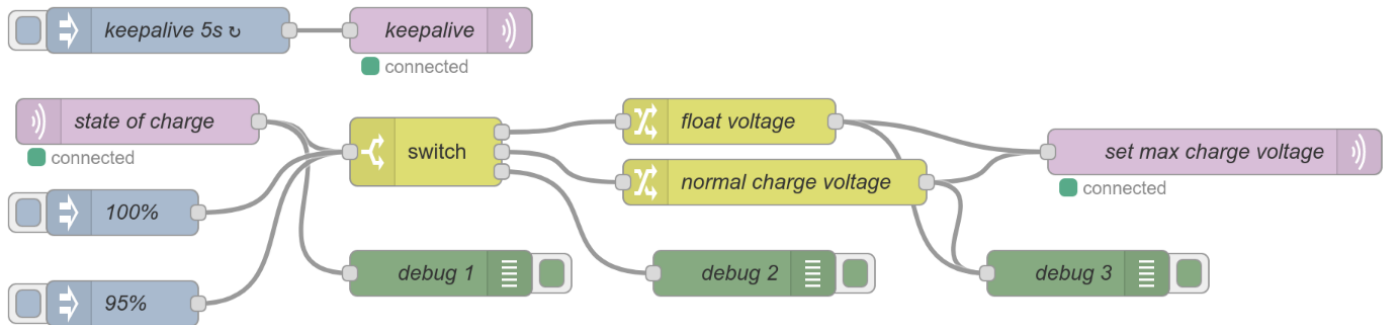 keepalive 5s ↻
keepalive
connected
state of charge
connected
switch
float voltage
normal charge voltage
set max charge voltage
connected
100%
95%
debug 1
debug 2
debug 3